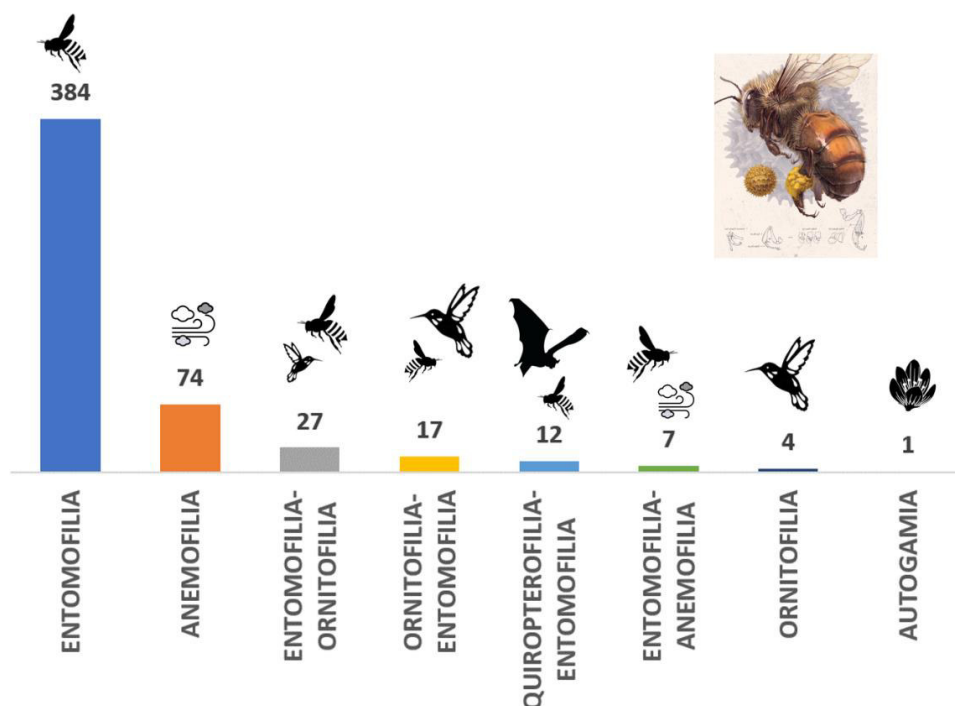 384
74
27
17
12
7
4
1
ENTOMOFILIA
ANEMOFILIA
ENTOMOFILIA-
ORNITOFILIA
ORNITOFILIA-
ENTOMOFILIA
QUIROPTEROFILIA-
ENTOMOFILIA
ENTOMOFILIA-
ANEMOFILIA
ORNITOFILIA
AUTOGAMIA